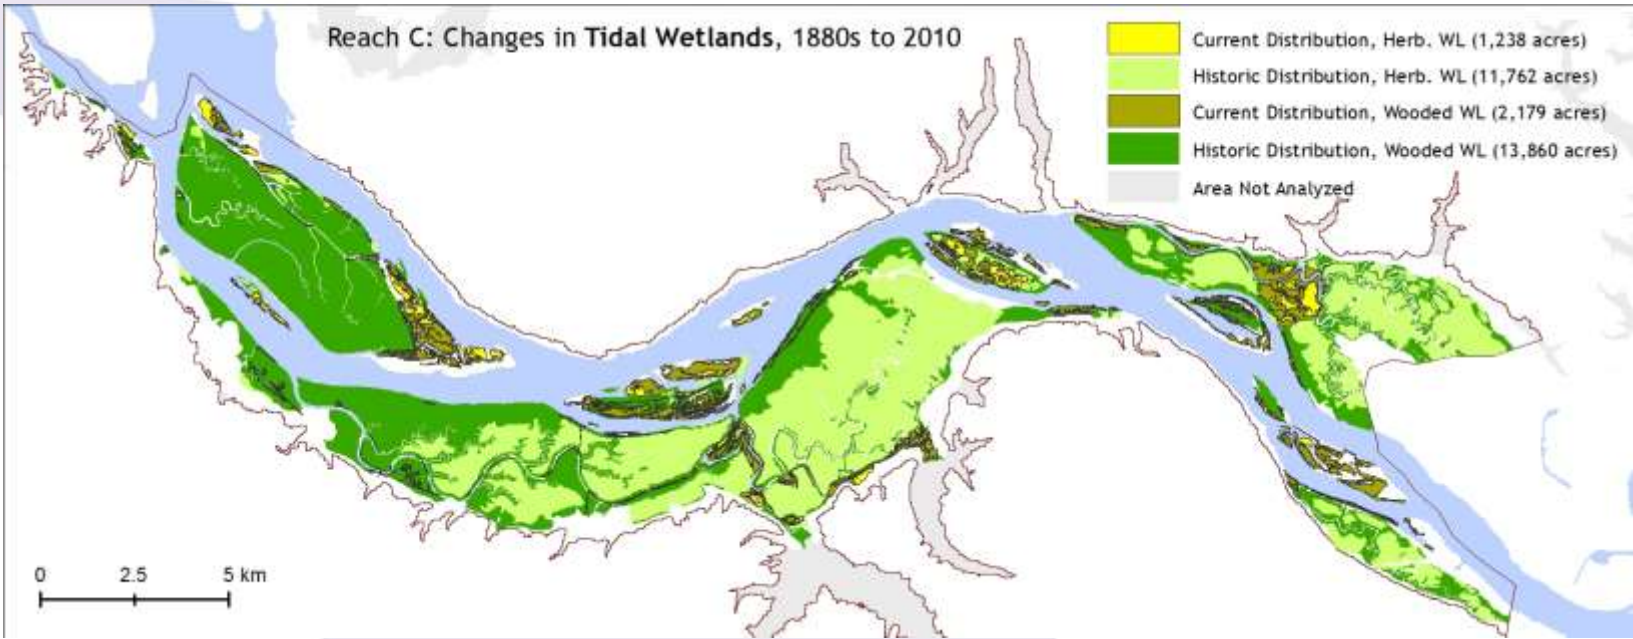 Reach C: Changes in Tidal Wetlands, 1880s to 2010
Current Distribution, Herb. WL (1,238 acres)
Historic Distribution, Herb. WL (11,762 acres)
Current Distribution, Wooded WL (2,179 acres)
Historic Distribution, Wooded WL (13,860 acres)
Area Not Analyzed
0 2.5 5 km